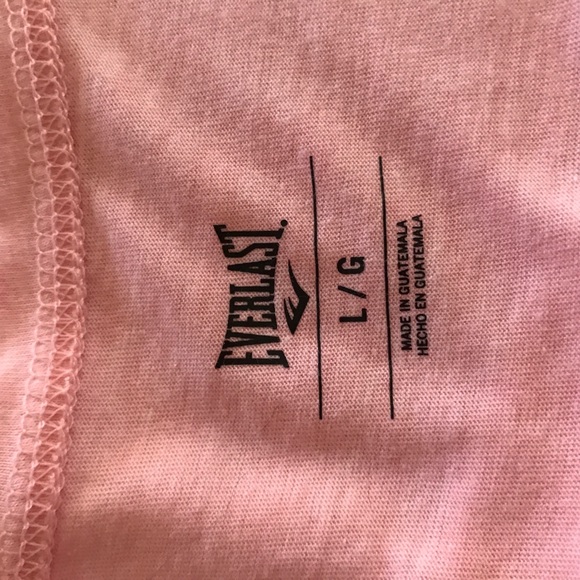 EVERLAST.
L / G
MADE IN GUATEMALA
HECHO EN GUATEMALA